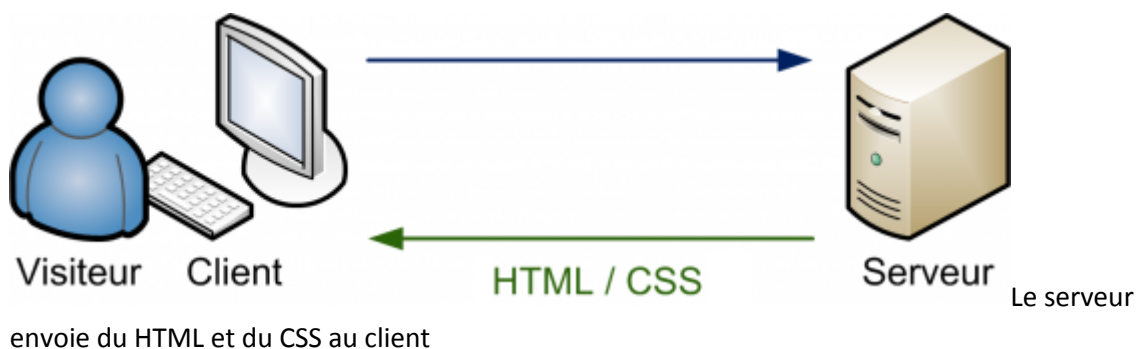 Visiteur Client HTML / CSS Serveur Le serveur
envoie du HTML et du CSS au client